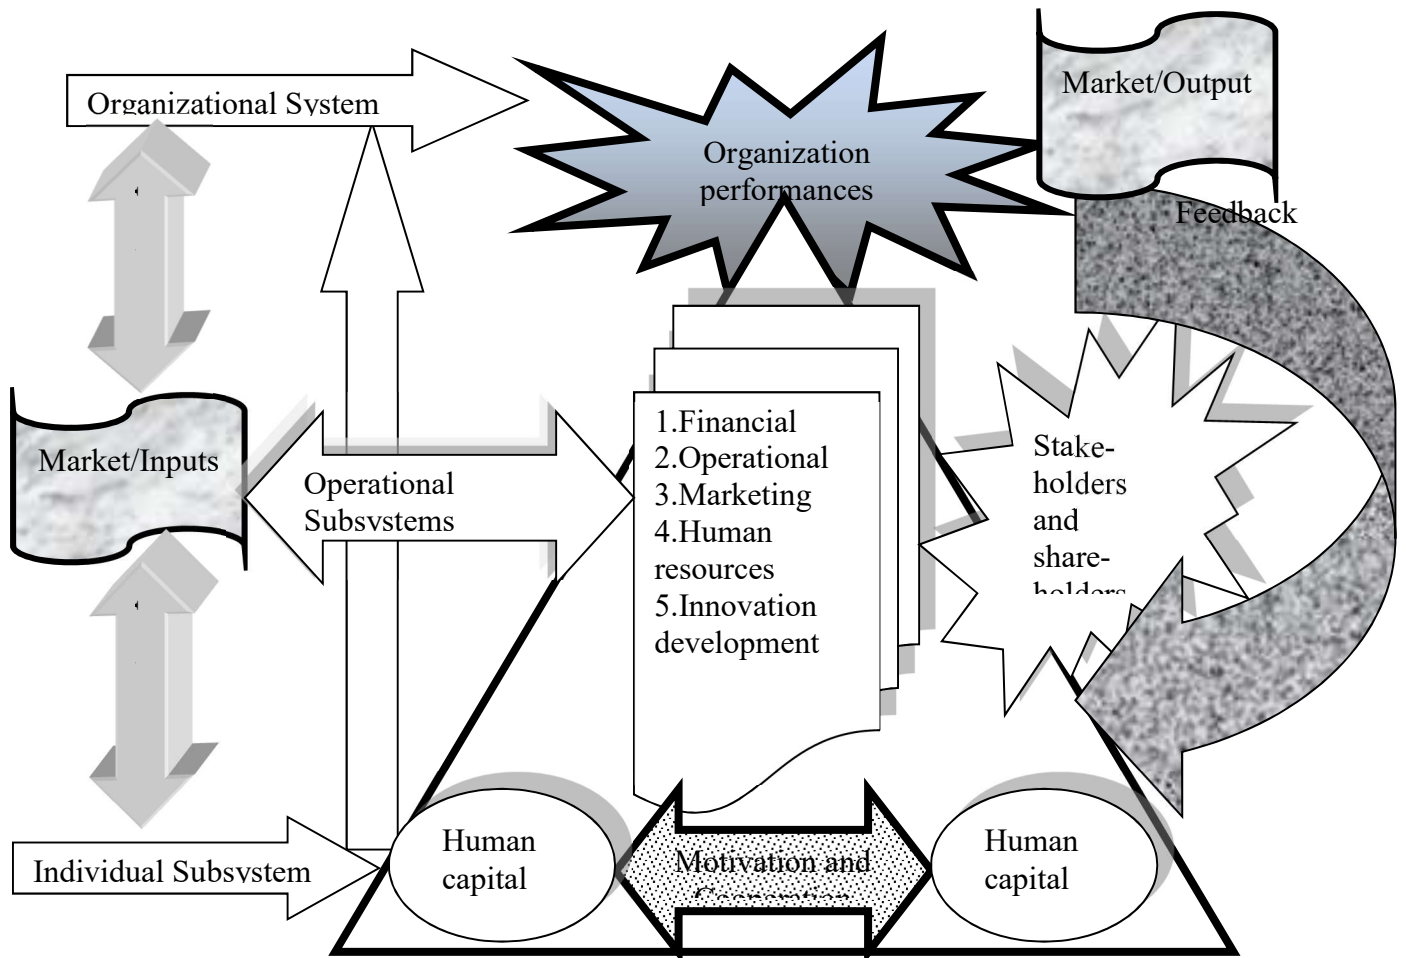 Organizational System
Organization
performances
Market/Output
Feedback
Market/Inputs
Operational
Subsystems
1.Financial
2.Operational
3.Marketing
4.Human
resources
5.Innovation
development
Stake-
holders
and
share-
holders
Individual Subsystem
Human
capital
Motivation and
Human
capital